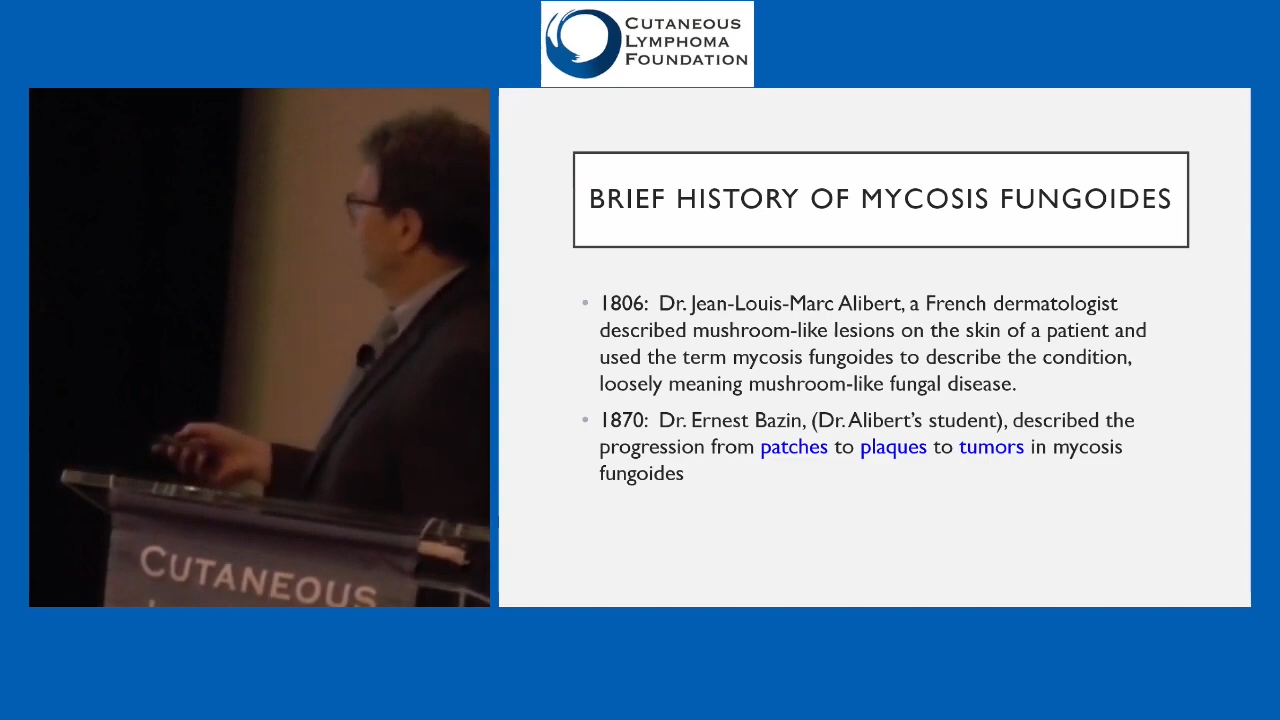 CUTANEOUS
LYMPHOMA
FOUNDATION
BRIEF HISTORY OF MYCOSIS FUNGOIDES
• 1806:  Dr. Jean-Louis-Marc Alibert, a French dermatologist
described mushroom-like lesions on the skin of a patient and
used the term mycosis fungoides to describe the condition,
loosely meaning mushroom-like fungal disease.
• 1870:  Dr. Ernest Bazin, (Dr. Alibert's student), described the
progression from patches to plaques to tumors in mycosis
fungoides
CUTANEOUS